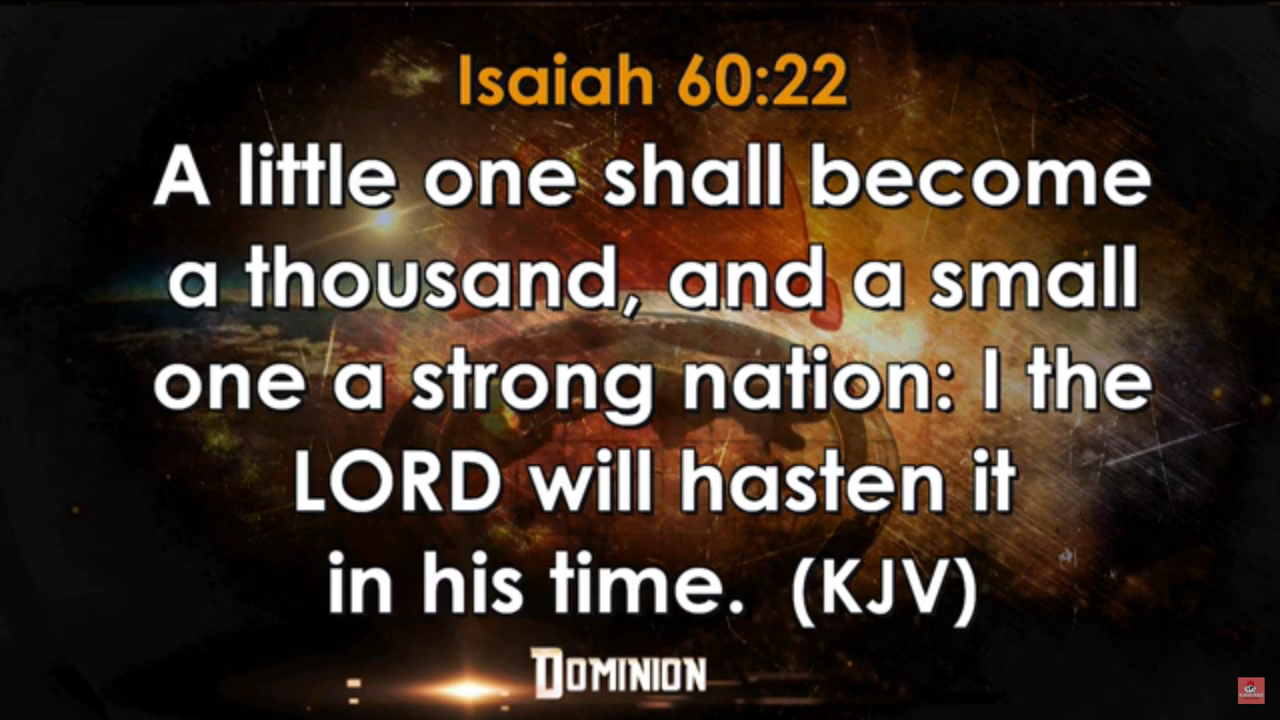 Isaiah 60:22
A little one shall become
a thousand, and a small
one a strong nation: I the
LORD will hasten it
in his time. (KJV)
DOMINION